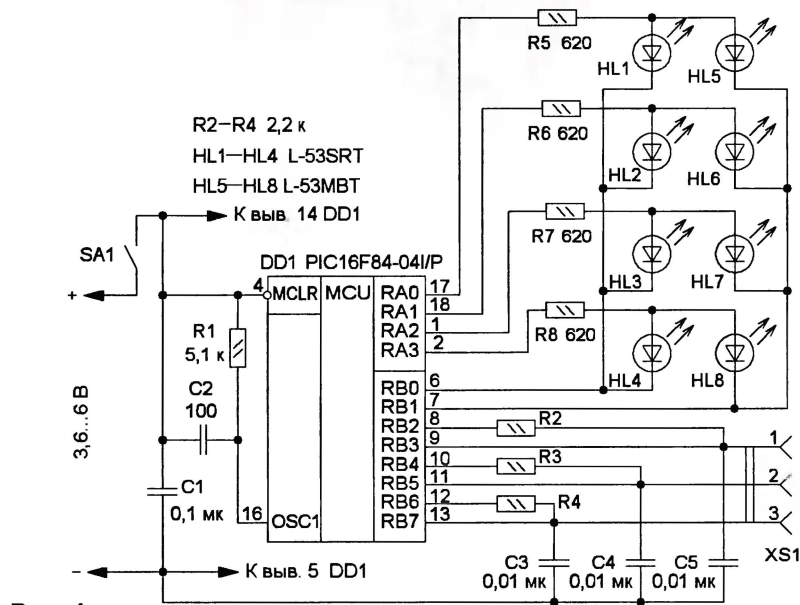 R5 620
HL1
HL5
R2–R4 2,2 к
HL1–HL4 L-53SRT
HL5–HL8 L-53MBT
R6 620
HL2
HL6
К выв. 14 DD1
SA1
R7 620
DD1 PIC16F84-04I/P
HL3
HL7
+
4
MCLR
MCU
RA0 17
RA1 18
RA2 1
RA3 2
R8 620
R1
5,1 к
HL4
HL8
3,6...6 В
C2
100
RB0 6
RB1 7
RB2 8
RB3 9
RB4 10
RB5 11
RB6 12
RB7 13
R2
R3
R4
1
2
3
XS1
C1
0,1 мк
16
OSC1
–
К выв. 5 DD1
C3
0,01 мк
C4
0,01 мк
C5
0,01 мк